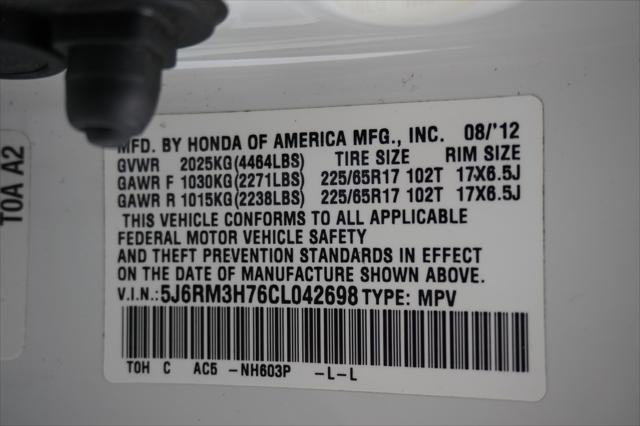 MFD. BY HONDA OF AMERICA MFG., INC. 08/'12
GVWR 2025KG(4464LBS) TIRE SIZE RIM SIZE
GAWR F 1030KG(2271LBS) 225/65R17 102T 17X6.5J
GAWR R 1015KG(2238LBS) 225/65R17 102T 17X6.5J
THIS VEHICLE CONFORMS TO ALL APPLICABLE
FEDERAL MOTOR VEHICLE SAFETY
AND THEFT PREVENTION STANDARDS IN EFFECT
ON THE DATE OF MANUFACTURE SHOWN ABOVE.
V.I.N.: 5J6RM3H76CL042698 TYPE: MPV
TOH C AC5 -NH603P -L-L
TOA A2